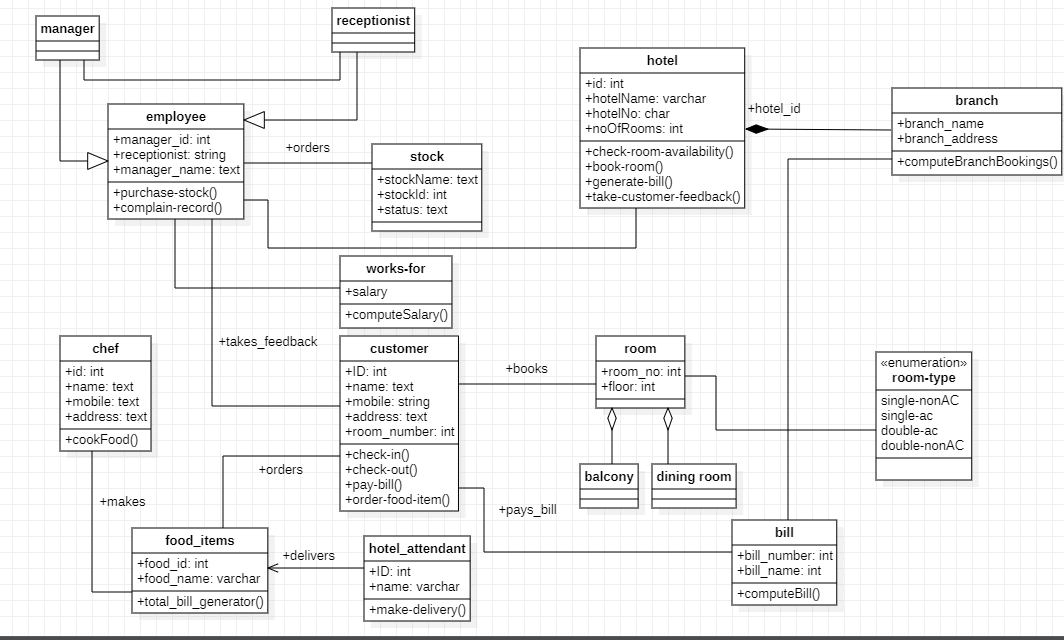 manager
receptionist
employee
+manager_id: int
+receptionist: string
+manager_name: text
+purchase-stock()
+complain-record()
+orders
stock
+stockName: text
+stockId: int
+status: text
hotel
+id: int
+hotelName: varchar
+hotelNo: char
+noOfRooms: int
+check-room-availability()
+book-room()
+generate-bill()
+take-customer-feedback()
+hotel_id
branch
+branch_name
+branch_address
+computeBranchBookings()
works-for
+salary
+computeSalary()
+takes_feedback
chef
+id: int
+name: text
+mobile: text
+address: text
+cookFood()
customer
+ID: int
+name: text
+mobile: string
+address: text
+room_number: int
+check-in()
+check-out()
+pay-bill()
+order-food-item()
+books
room
+room_no: int
+floor: int
«enumeration»
room-type
single-nonAC
single-ac
double-ac
double-nonAC
balcony
dining room
+orders
+makes
+pays_bill
food_items
+food_id: int
+food_name: varchar
+total_bill_generator()
+delivers
hotel_attendant
+ID: int
+name: varchar
+make-delivery()
bill
+bill_number: int
+bill_name: int
+computeBill()